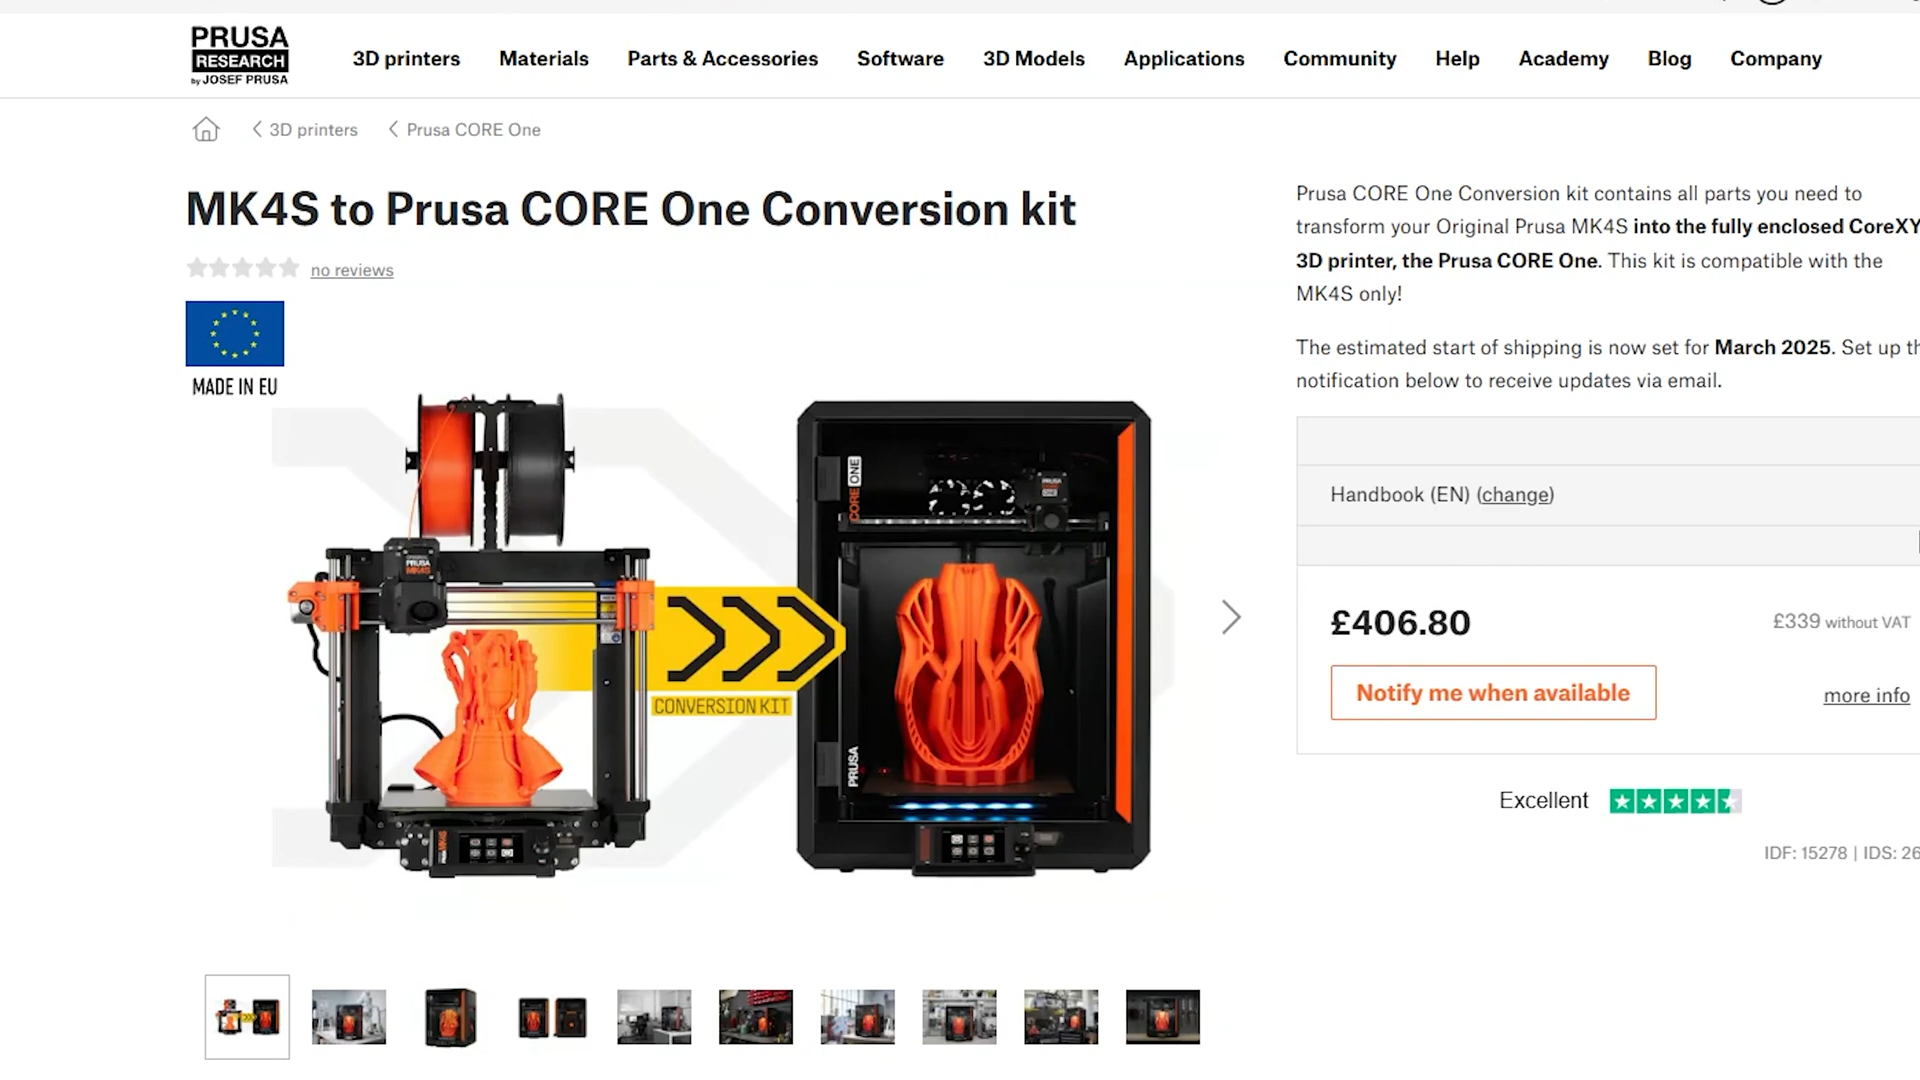 PRUSA
RESEARCH
by JOSEF PRUSA
3D printers
Materials
Parts & Accessories
Software
3D Models
Applications
Community
Help
Academy
Blog
Company
3D printers
Prusa CORE One
MK4S to Prusa CORE One Conversion kit
no reviews
MADE IN EU
PRUSA
MK4S
CONVERSION KIT
CORE ONE
PRUSA
Prusa CORE One Conversion kit contains all parts you need to
transform your Original Prusa MK4S into the fully enclosed CoreXY
3D printer, the Prusa CORE One. This kit is compatible with the
MK4S only!
The estimated start of shipping is now set for March 2025. Set up th
notification below to receive updates via email.
Handbook (EN) (change)
£406.80
£339 without VAT
Notify me when available
more info
Excellent
IDF: 15278 | IDS: 26